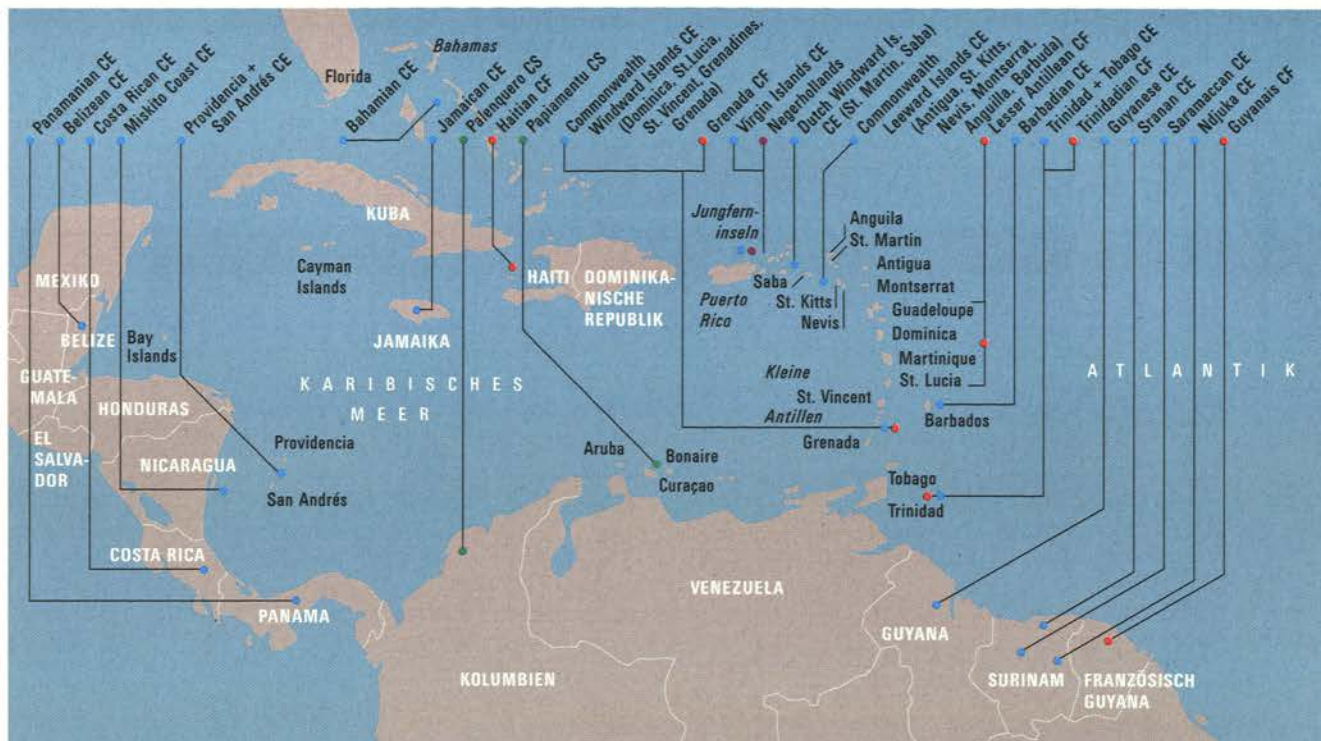 Panamanian CE
Belizean CE
Costa Rican CE
Miskito Coast CE
Providencia +
San Andrés CE
Bahamian CE
Jamaican CE
Palenquero CS
Haitian CF
Papiamentu CS
Commonwealth
Windward Islands CE
(Dominica, St. Lucia,
St. Vincent, Grenadines,
Grenada)
Grenada CF
Virgin Islands CE
Negerhollands
Dutch Windward Is.
CE (St. Martin, Saba)
Commonwealth
Leeward Islands CE
(Antigua, St. Kitts,
Nevis, Montserrat,
Anguilla, Barbuda)
Lesser Antillean CF
Barbadian CE
Trinidad + Tobago CE
Trinidadian CF
Guyanese CE
Sranan CE
Saramaccan CE
Ndjuka CE
Guyanais CF
Florida
Bahamas
KUBA
Cayman
Islands
JAMAIKA
HAITI
DOMINIKA-
NISCHE
REPUBLIK
Jungfern-
inseln
Puerto
Rico
Saba
St. Kitts
Nevis
Anguila
St. Martin
Antigua
Montserrat
Guadeloupe
Dominica
Martinique
St. Lucia
Kleine
Antillen
St. Vincent
Grenada
Barbados
Tobago
Trinidad
ATLANTIK
MEXIKO
BELIZE
Bay
Islands
GUATE-
MALA
HONDURAS
EL
SALVA-
DOR
NICARAGUA
KARIBISCHES
MEER
Providencia
San Andrés
Aruba
Bonaire
Curaçao
COSTA RICA
PANAMA
KOLUMBIEN
VENEZUELA
GUYANA
SURINAM
FRANZÖSISCH
GUYANA